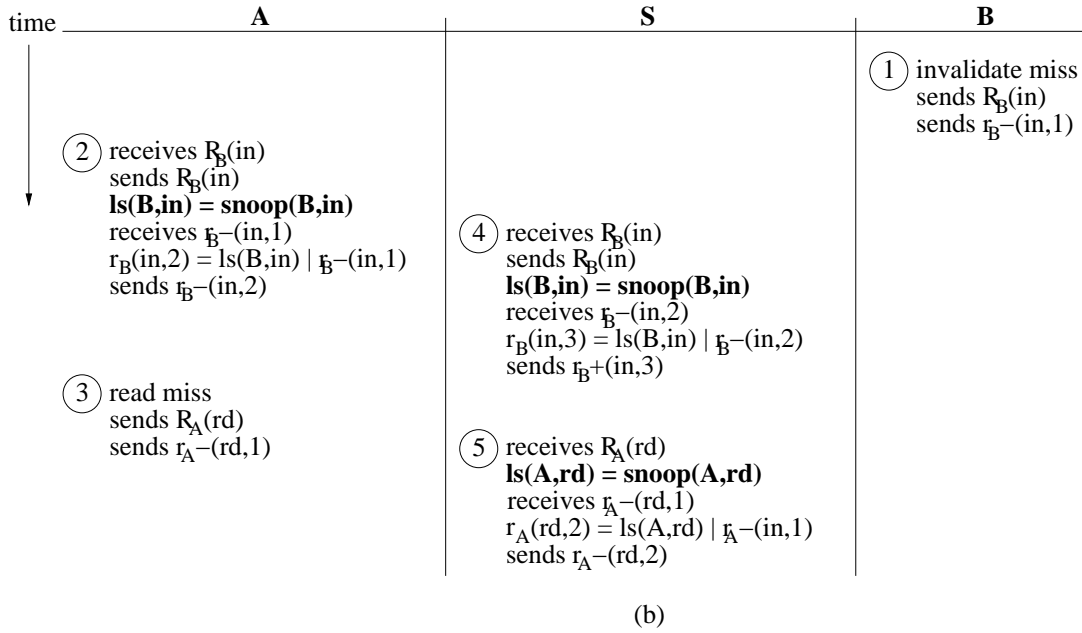 time A S B
1 invalidate miss
sends R_B(in)
sends r_B−(in,1)
2 receives R_B(in)
sends R_B(in)
ls(B,in) = snoop(B,in)
receives r_B−(in,1)
r_B(in,2) = ls(B,in) | r_B−(in,1)
sends r_B−(in,2)
3 read miss
sends R_A(rd)
sends r_A−(rd,1)
4 receives R_B(in)
sends R_B(in)
ls(B,in) = snoop(B,in)
receives r_B−(in,2)
r_B(in,3) = ls(B,in) | r_B−(in,2)
sends r_B+(in,3)
5 receives R_A(rd)
ls(A,rd) = snoop(A,rd)
receives r_A−(rd,1)
r_A(rd,2) = ls(A,rd) | r_A−(in,1)
sends r_A−(rd,2)
(b)